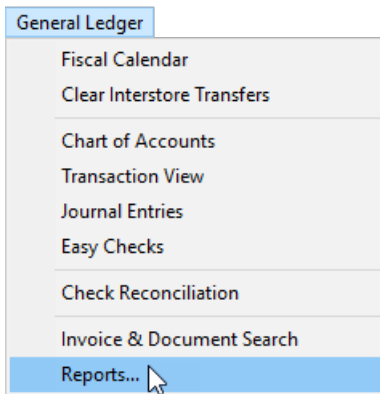 General Ledger
Fiscal Calendar
Clear Interstore Transfers
Chart of Accounts
Transaction View
Journal Entries
Easy Checks
Check Reconciliation
Invoice & Document Search
Reports...